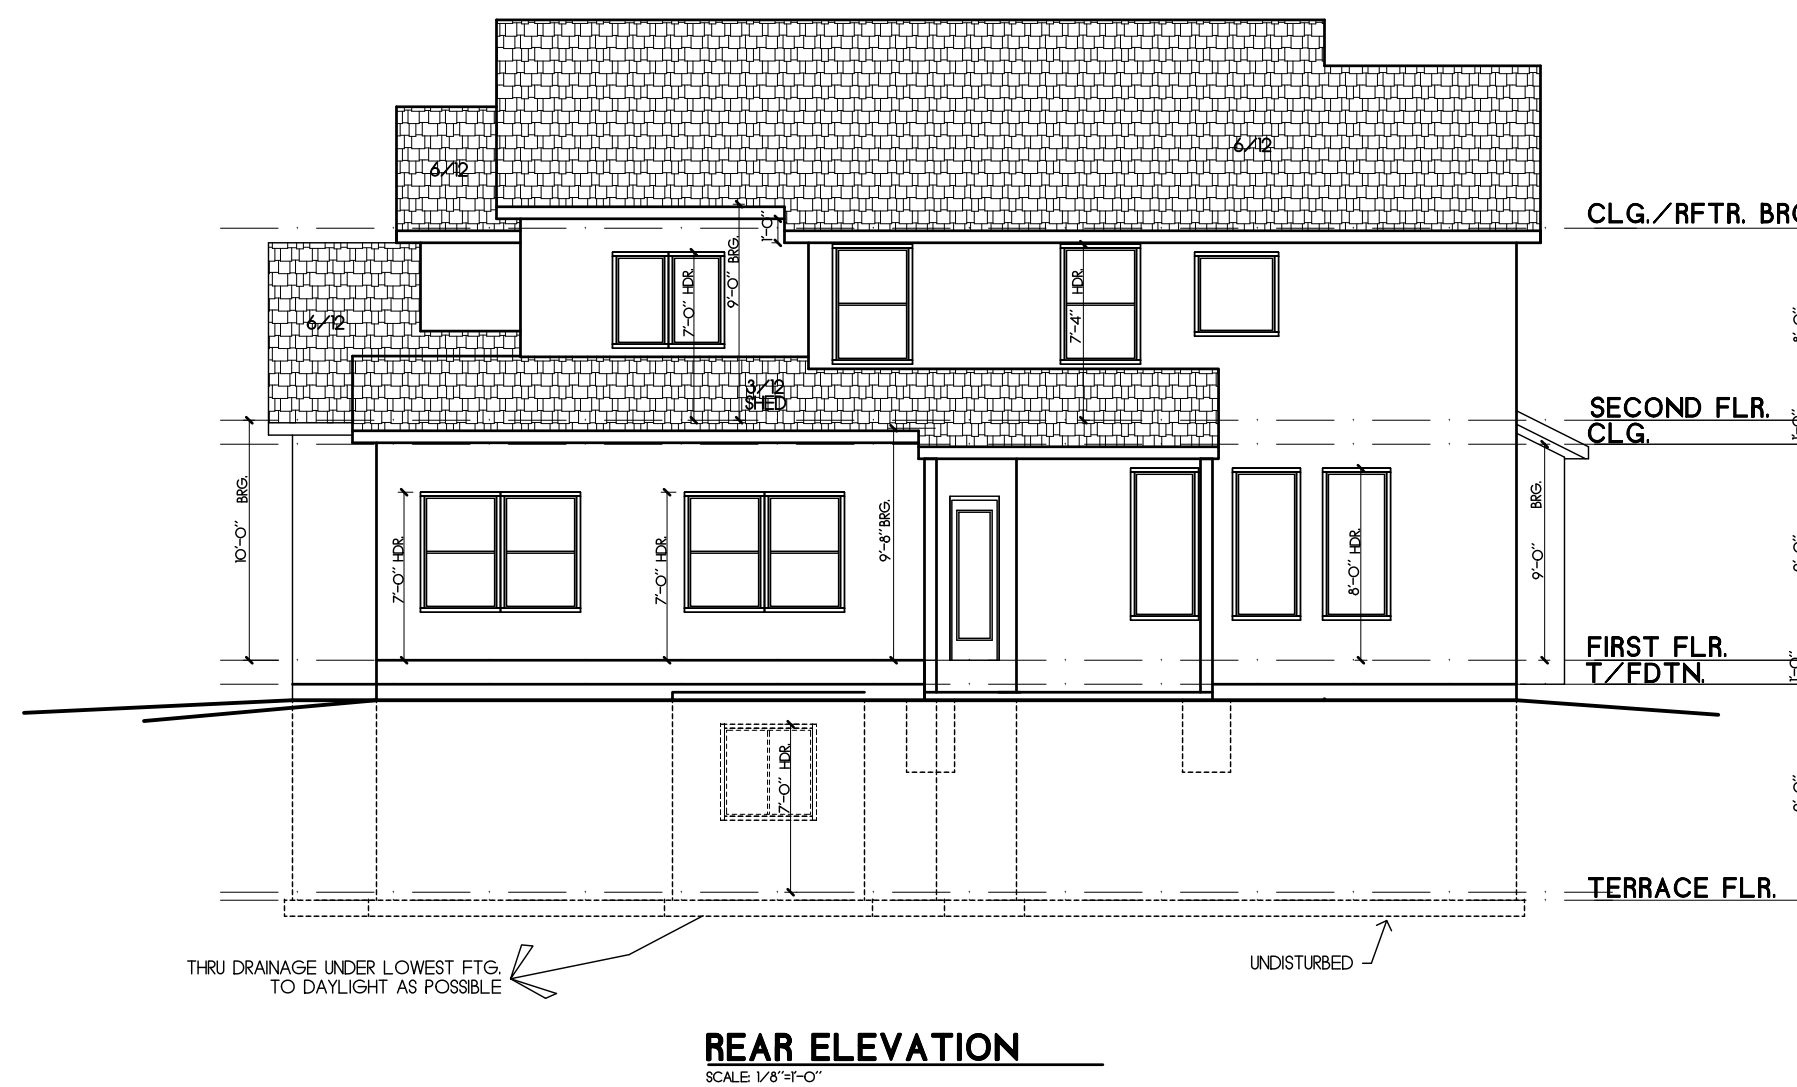 6/12
6/12
CLG./RFTR. BRG
1'-0"
9'-0" BRG.
7'-0" HDR.
7'-4" HDR.
6/12
3/12
SHED
SECOND FLR.
CLG.
10'-0" BRG.
7'-0" HDR.
7'-0" HDR.
9'-8" BRG.
8'-0" HDR.
9'-0" BRG.
FIRST FLR.
T/FDTN.
7'-0" HDR.
TERRACE FLR.
THRU DRAINAGE UNDER LOWEST FTG.
TO DAYLIGHT AS POSSIBLE
UNDISTURBED
REAR ELEVATION
SCALE: 1/8"=1'-0"